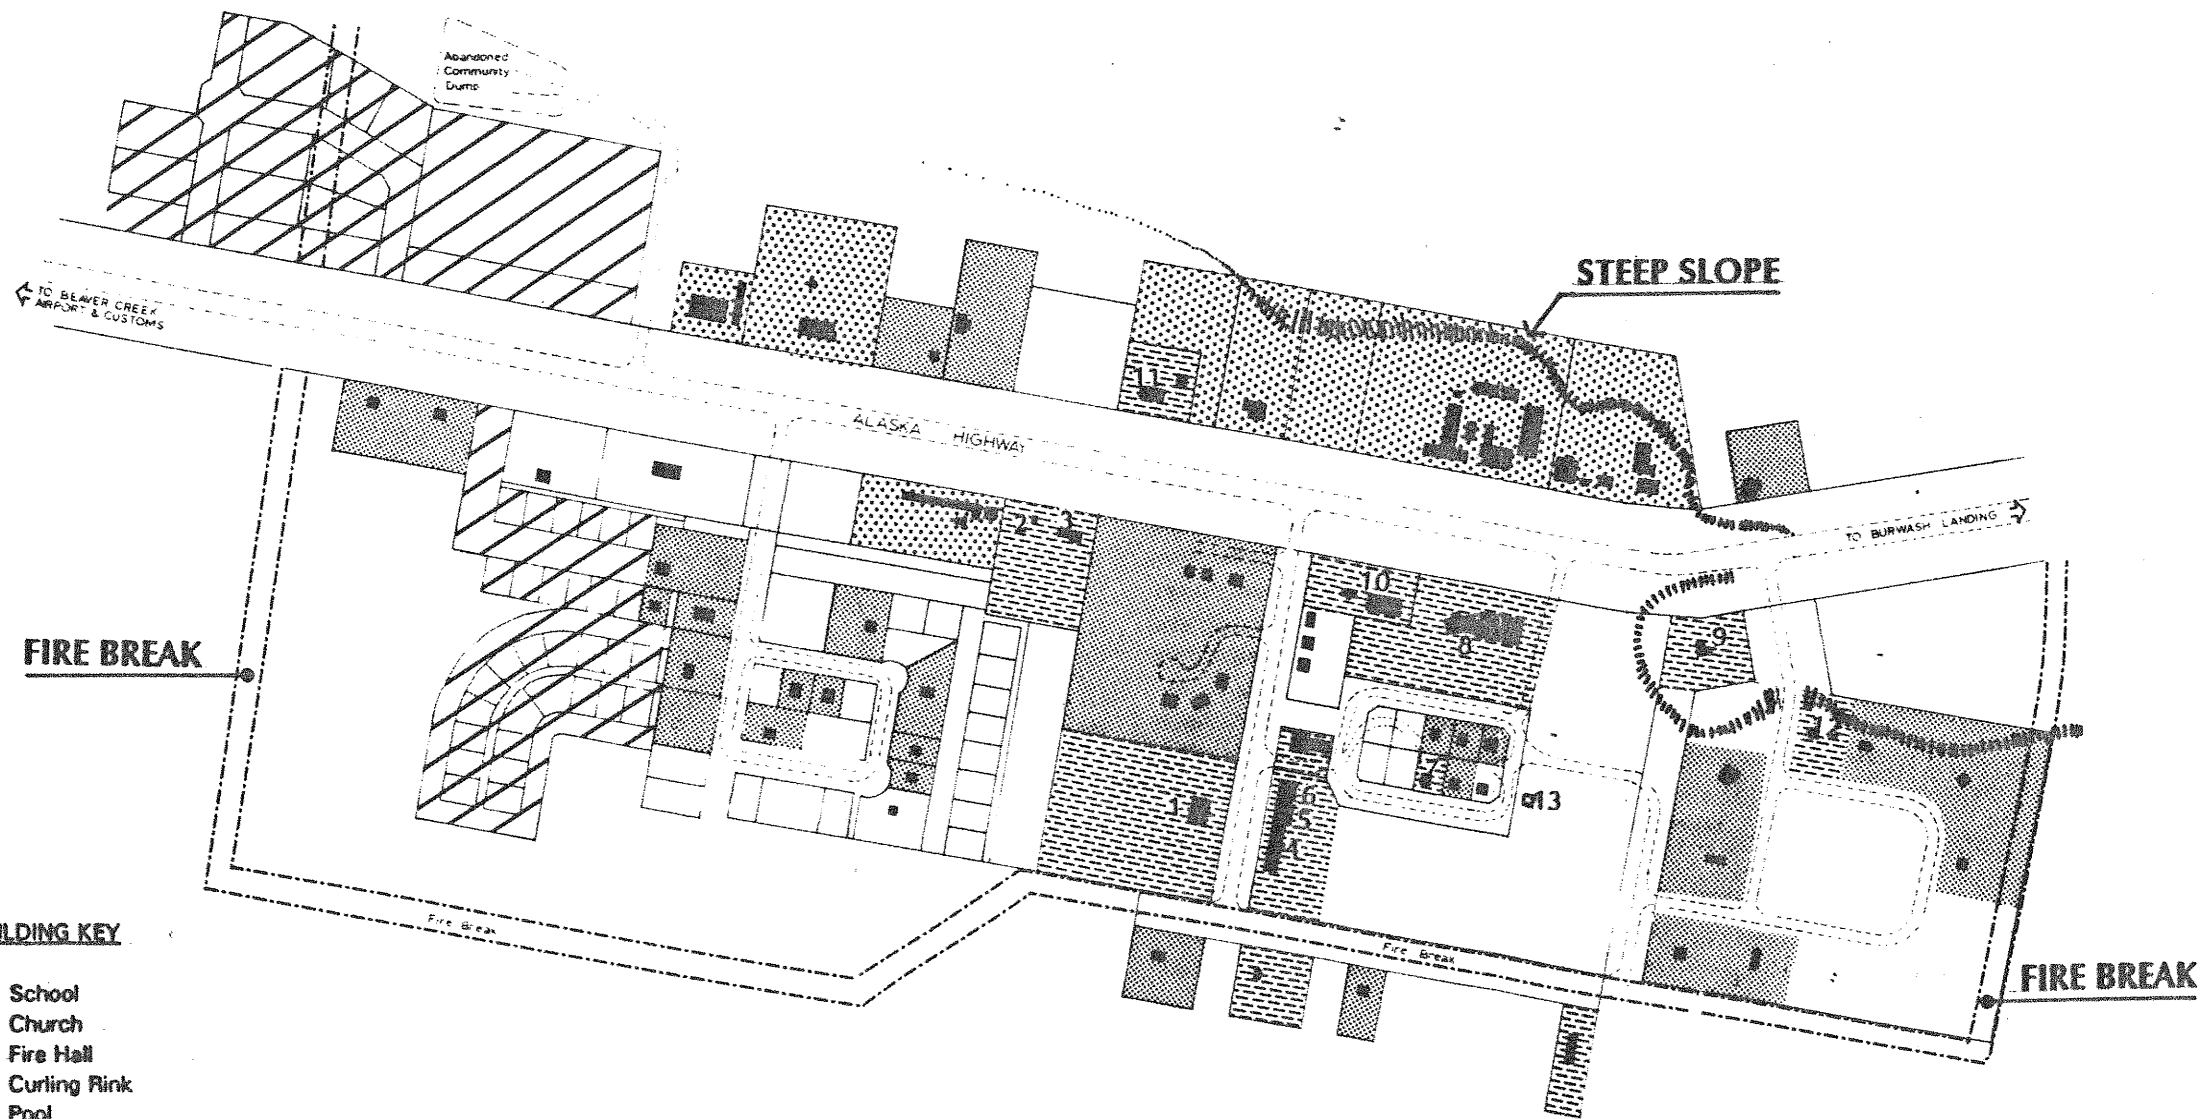 Abandoned
Community
Dump
STEEP SLOPE
TO BEAVER CREEK
AIRPORT & CUSTOMS
ALASKA HIGHWAY
11
2
3
TO BURWASH LANDING
10
8
9
FIRE BREAK
12
7
1
6
5
4
13
Fire Break
Fire Break
FIRE BREAK
ILDING KEY
School
Church
Fire Hall
Curling Rink
Pool